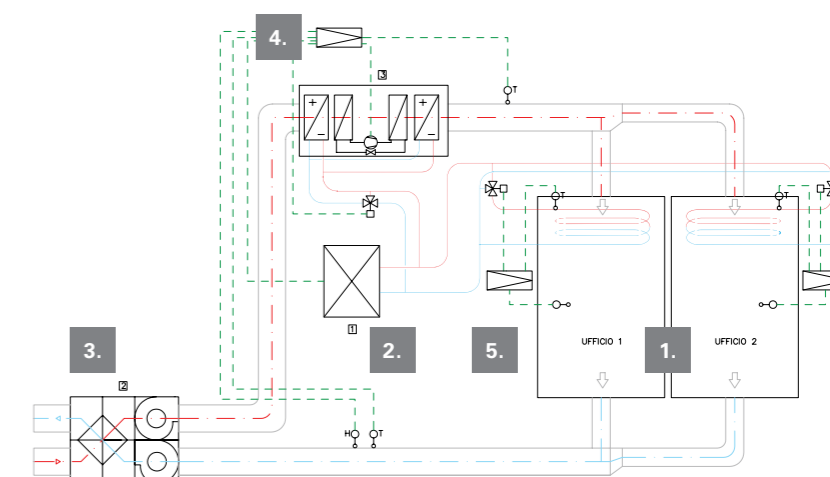 4.
3
T
+
+
−
−
T
T
UFFICIO 1
UFFICIO 2
1
3.
2.
5.
1.
2
H
T